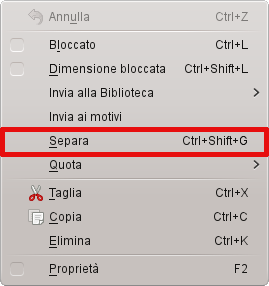 Annulla Ctrl+Z
Bloccato Ctrl+L
Dimensione bloccata Ctrl+Shift+L
Invia alla Biblioteca
Invia ai motivi
Separa Ctrl+Shift+G
Quota
Taglia Ctrl+X
Copia Ctrl+C
Elimina Ctrl+K
Proprietà F2